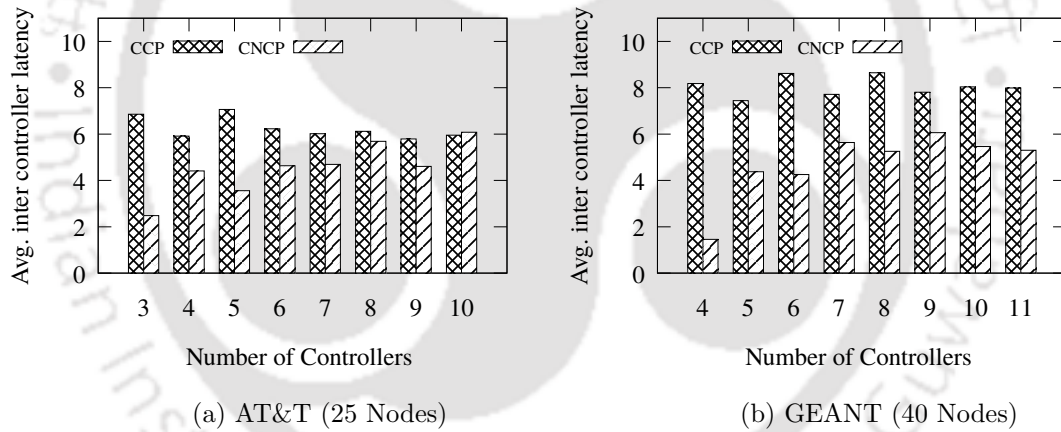 Avg. inter controller latency
10
8
6
4
2
0
CCP
CNCP
3 4 5 6 7 8 9 10
Number of Controllers
(a) AT&T (25 Nodes)
Avg. inter controller latency
10
8
6
4
2
0
CCP
CNCP
4 5 6 7 8 9 10 11
Number of Controllers
(b) GEANT (40 Nodes)
Indian Ins